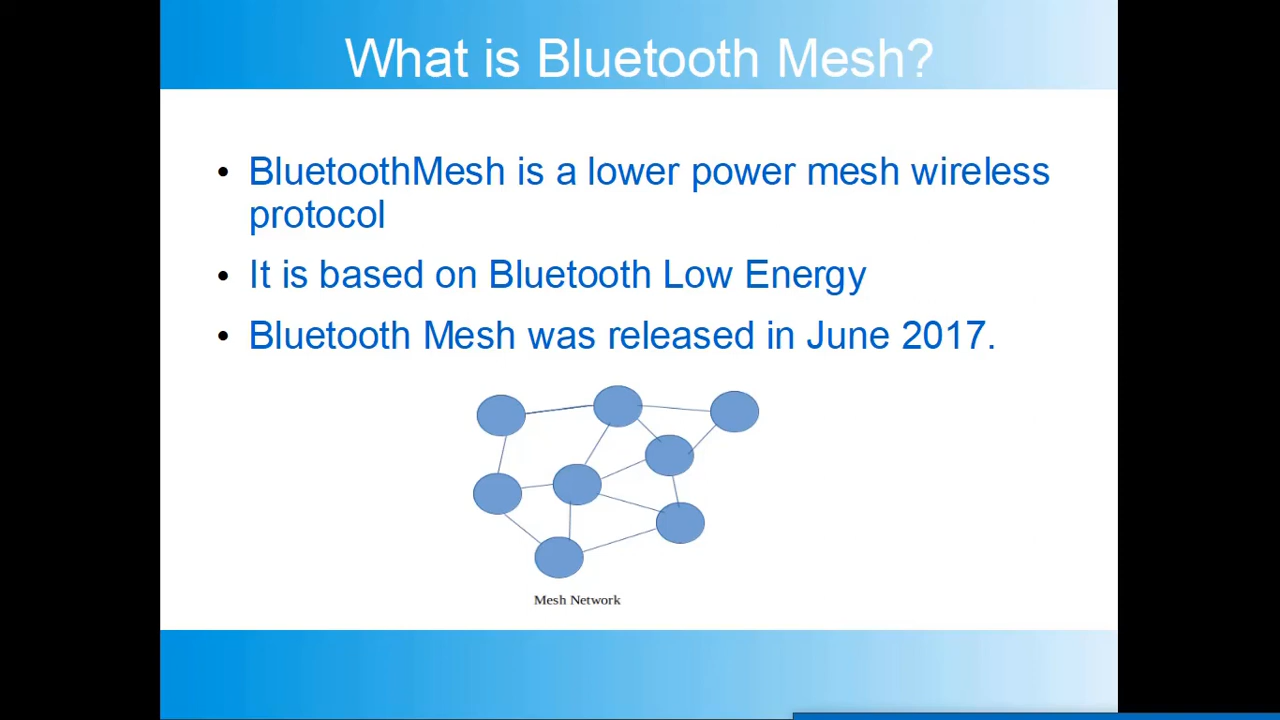 What is Bluetooth Mesh?
• BluetoothMesh is a lower power mesh wireless
protocol
• It is based on Bluetooth Low Energy
• Bluetooth Mesh was released in June 2017.
Mesh Network